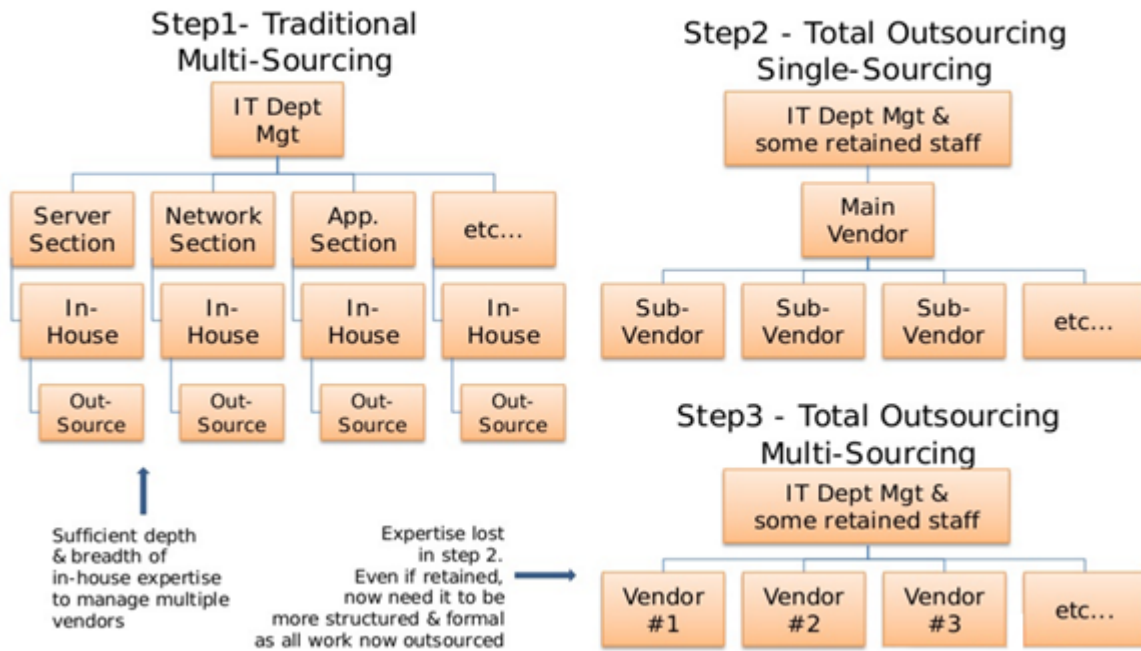 Step1- Traditional
Multi-Sourcing
IT Dept
Mgt
Server
Section
Network
Section
App.
Section
etc...
In-
House
In-
House
In-
House
In-
House
Out-
Source
Out-
Source
Out-
Source
Out-
Source
Sufficient depth
& breadth of
in-house expertise
to manage multiple
vendors
Step2 - Total Outsourcing
Single-Sourcing
IT Dept Mgt &
some retained staff
Main
Vendor
Sub-
Vendor
Sub-
Vendor
Sub-
Vendor
etc...
Step3 - Total Outsourcing
Multi-Sourcing
IT Dept Mgt &
some retained staff
Expertise lost
in step 2.
Even if retained,
now need it to be
more structured & formal
as all work now outsourced
Vendor
#1
Vendor
#2
Vendor
#3
etc...